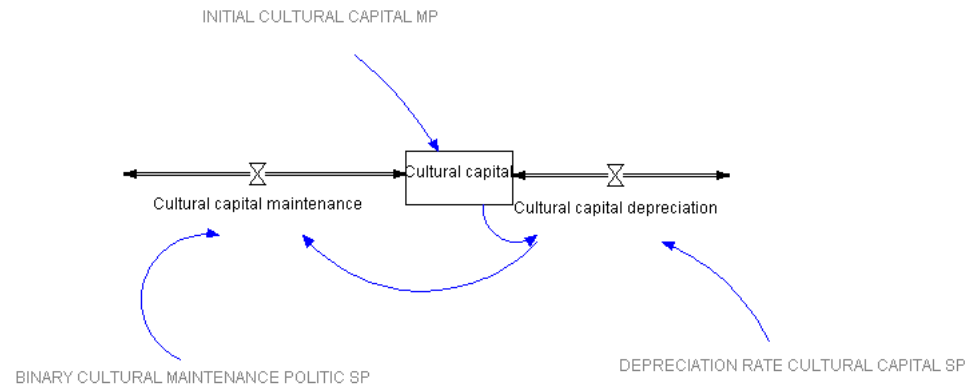 INITIAL CULTURAL CAPITAL MP
Cultural capital
Cultural capital maintenance
Cultural capital depreciation
BINARY CULTURAL MAINTENANCE POLITIC SP
DEPRECIATION RATE CULTURAL CAPITAL SP